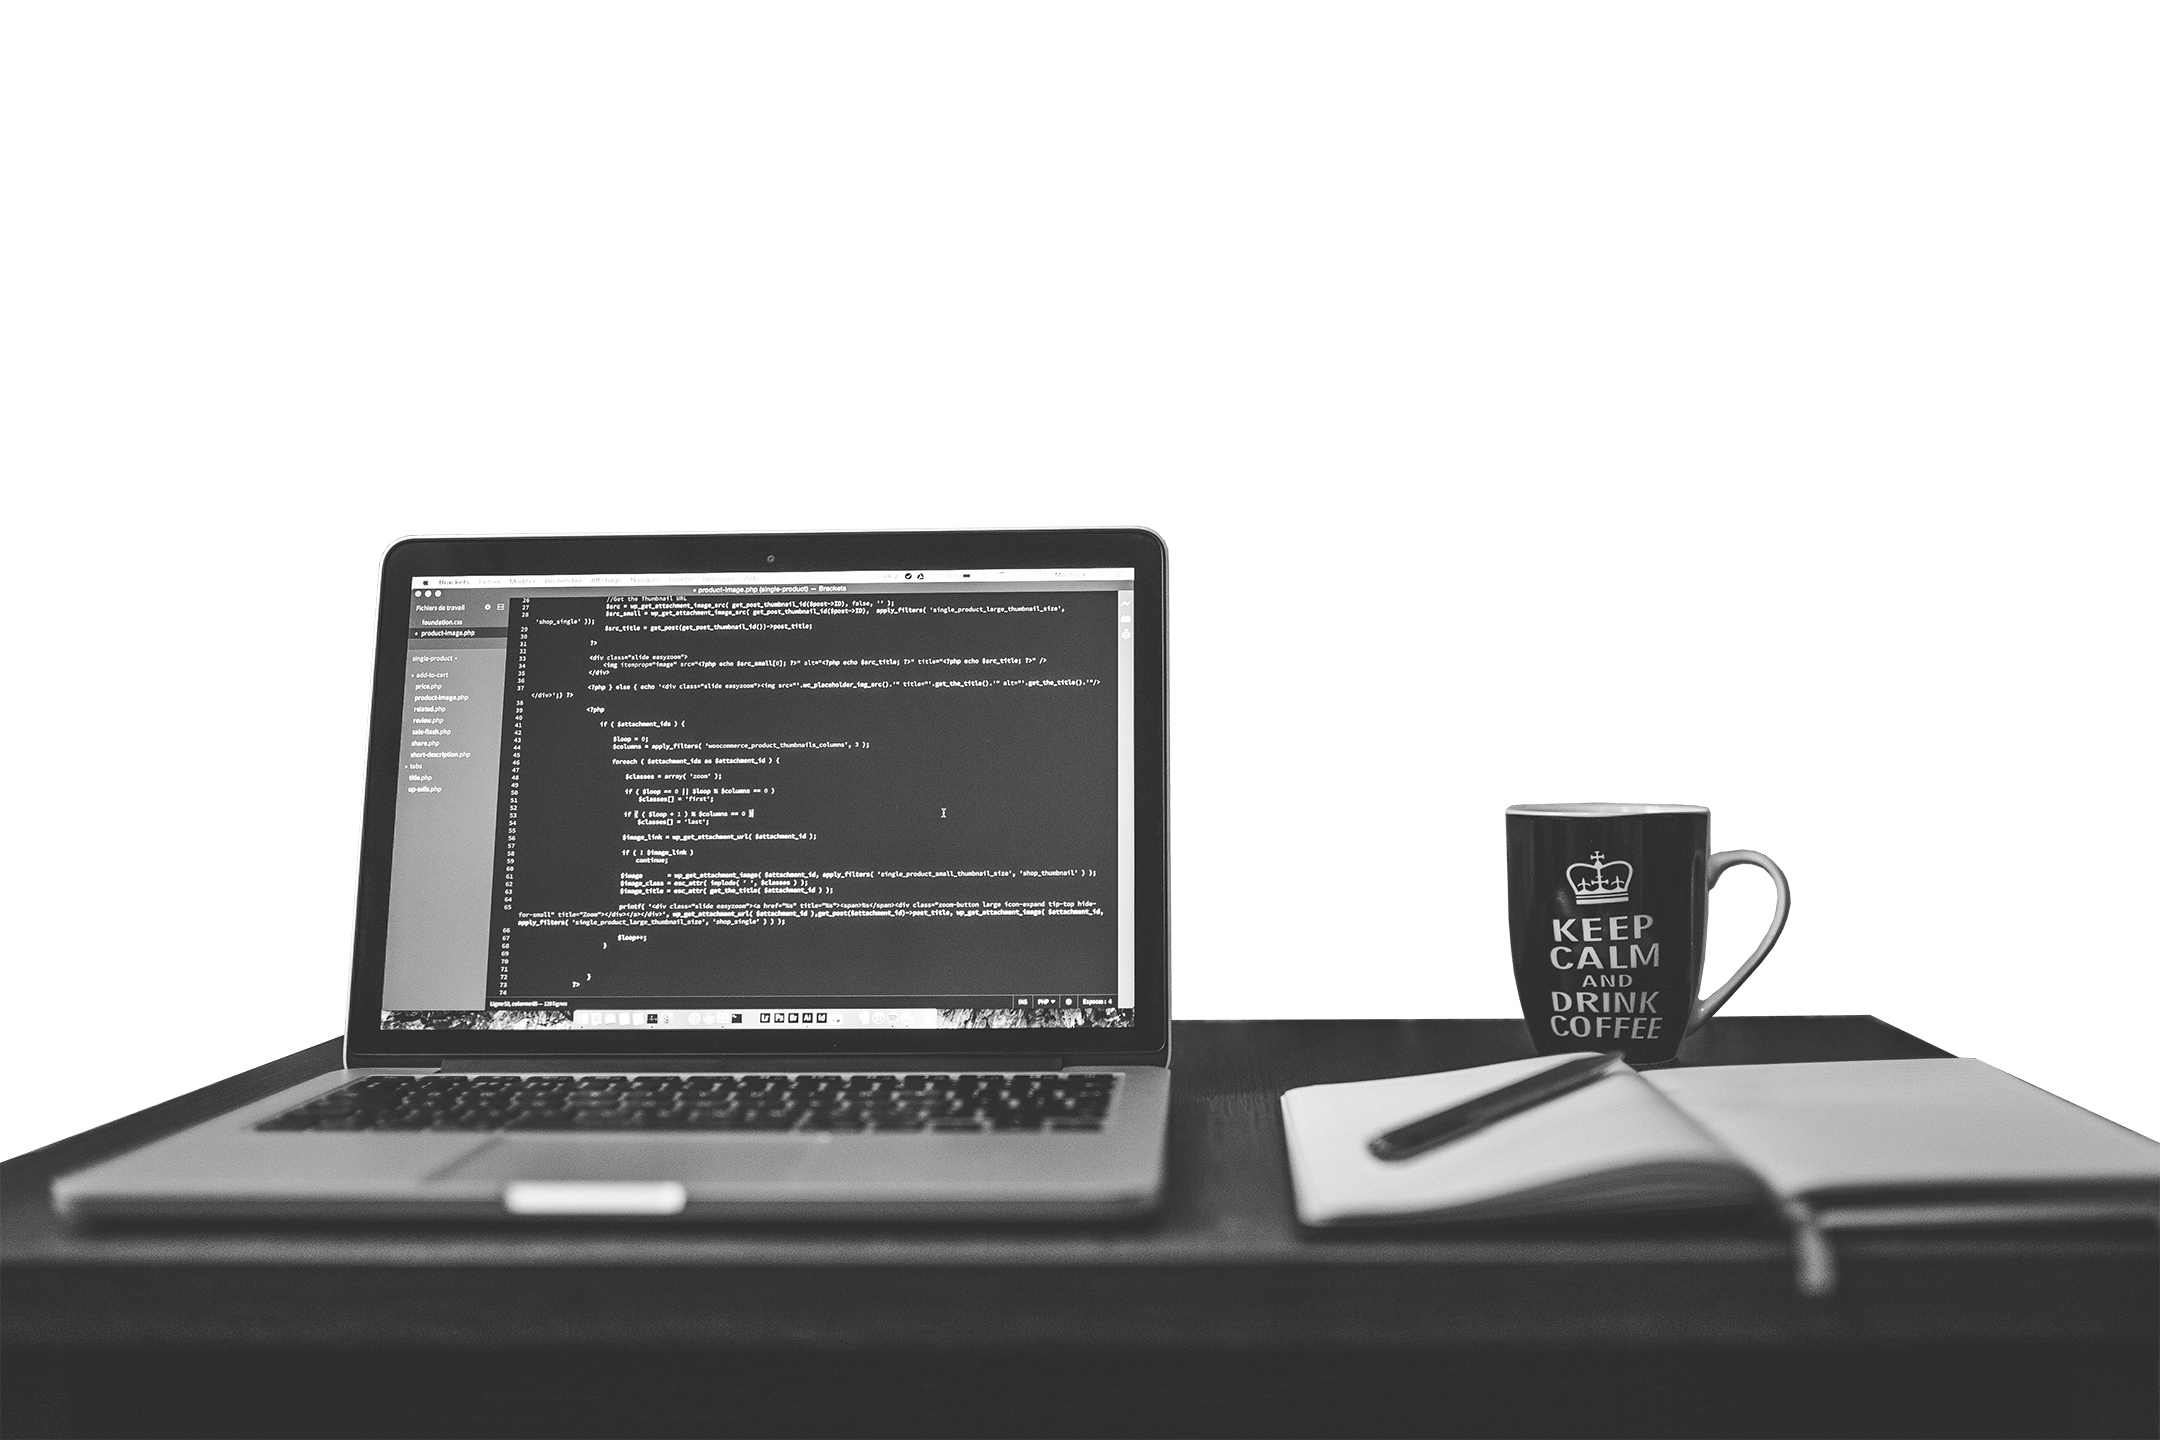 Brackets Fichier Modifier Rechercher Affichage Naviguer
product-image.php (single-product) — Brackets
Fichiers de travail
foundation.css
product-image.php
single-product
add-to-cart
price.php
product-image.php
related.php
review.php
sale-flash.php
share.php
short-description.php
tabs
title.php
up-sells.php
26 //Get the Thumbnail URL
27 $src = wp_get_attachment_image_src( get_post_thumbnail_id($post->ID), false, '' );
28 $src_small = wp_get_attachment_image_src( get_post_thumbnail_id($post->ID), apply_filters( 'single_product_large_thumbnail_size',
'shop_single' ));
29 $src_title = get_post(get_post_thumbnail_id())->post_title;
30
31 ?>
32
33 <div class="slide easyzoom">
34 <img itemprop="image" src="<?php echo $src_small[0]; ?>" alt="<?php echo $src_title; ?>" title="<?php echo $src_title; ?>" />
35 </div>
36
37 <?php } else { echo '<div class="slide easyzoom"><img src="'.wc_placeholder_img_src().'" title="'.get_the_title().'" alt="'.get_the_title().'"/>
</div>';} ?>
38
39 <?php
40
41 if ( $attachment_ids ) {
42
43 $loop = 0;
44 $columns = apply_filters( 'woocommerce_product_thumbnails_columns', 3 );
45
46 foreach ( $attachment_ids as $attachment_id ) {
47
48 $classes = array( 'zoom' );
49
50 if ( $loop == 0 || $loop % $columns == 0 )
51 $classes[] = 'first';
52
53 if ( ( $loop + 1 ) % $columns == 0 )
54 $classes[] = 'last';
55
56 $image_link = wp_get_attachment_url( $attachment_id );
57
58 if ( ! $image_link )
59 continue;
60
61 $image = wp_get_attachment_image( $attachment_id, apply_filters( 'single_product_small_thumbnail_size', 'shop_thumbnail' ) );
62 $image_class = esc_attr( implode( ' ', $classes ) );
63 $image_title = esc_attr( get_the_title( $attachment_id ) );
64
65 printf( '<div class="slide easyzoom"><a href="%s" title="%s"><span>%s</span><div class="zoom-button large icon-expand tip-top hide-
for-small" title="Zoom"></div></a></div>', wp_get_attachment_url( $attachment_id ),get_post($attachment_id)->post_title, wp_get_attachment_image( $attachment_id,
apply_filters( 'single_product_large_thumbnail_size', 'shop_single' ) ) );
66
67 $loop++;
68 }
69
70
71
72 }
73 ?>
74
INS PHP Espaces : 4
Lr Ps Br Ai Id
KEEP
CALM
AND
DRINK
COFFEE